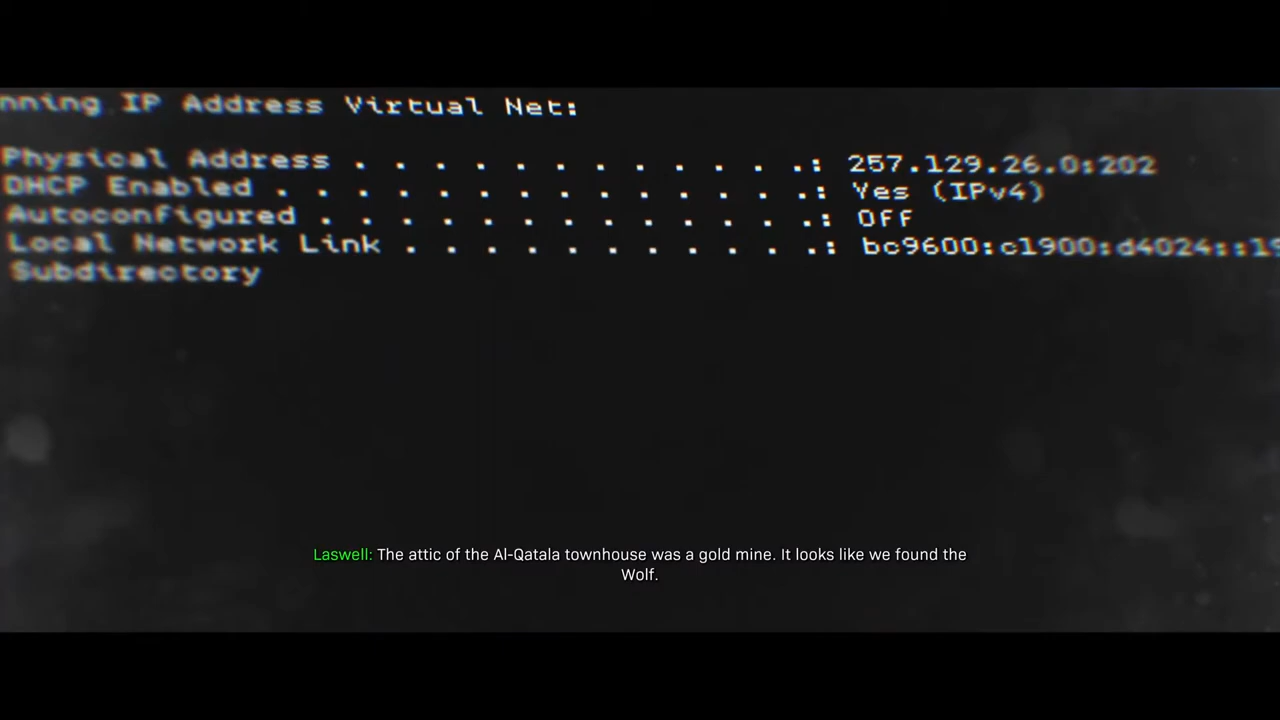 nning IP Address Virtual Net:
Physical Address . . . . . . . . . . . .: 257.129.26.0:202
DHCP Enabled . . . . . . . . . . . . . .: Yes (IPv4)
Autoconfigured . . . . . . . . . . . . .: Off
Local Network Link . . . . . . . . . . .: bc9600:c1900:d4024::19
Subdirectory
Laswell: The attic of the Al-Qatala townhouse was a gold mine. It looks like we found the
Wolf.